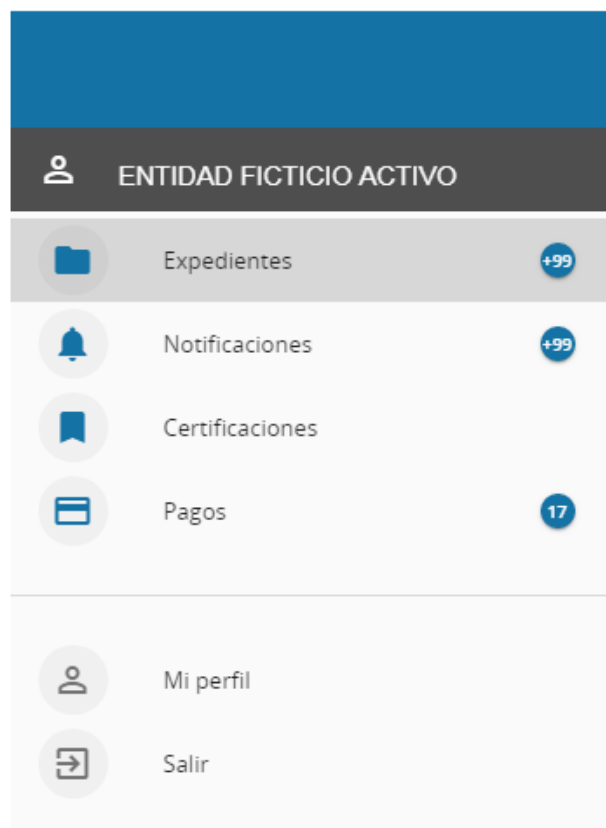 ENTIDAD FICTICIO ACTIVO
Expedientes +99
Notificaciones +99
Certificaciones
Pagos 17
Mi perfil
Salir